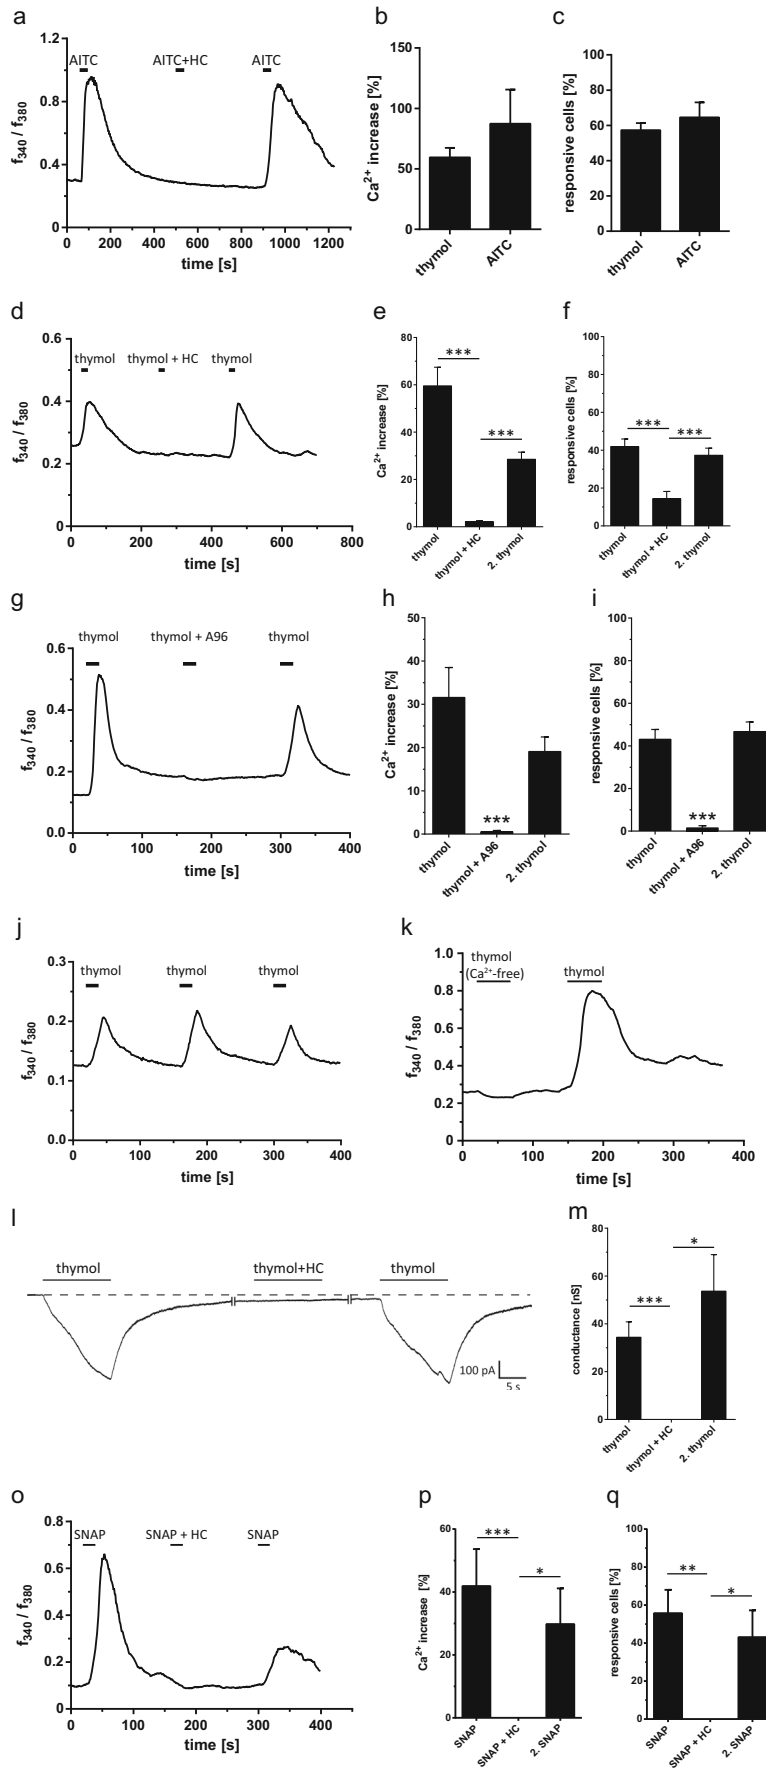 a
AITC
AITC+HC
AITC
f340 / f380
1.2
0.8
0.4
0
0 200 400 600 800 1000 1200
time [s]
b
Ca2+ increase [%]
150
100
50
0
thymol
AITC
c
responsive cells [%]
100
80
60
40
20
0
thymol
AITC
d
thymol
thymol + HC
thymol
f340 / f380
0.6
0.4
0.2
0
0 200 400 600 800
time [s]
e
Ca2+ increase [%]
80
60
40
20
0
***
***
thymol
thymol + HC
2. thymol
f
responsive cells [%]
100
80
60
40
20
0
***
***
thymol
thymol + HC
2. thymol
g
thymol
thymol + A96
thymol
f340 / f380
0.6
0.4
0.2
0.0
0 100 200 300 400
time [s]
h
Ca2+ increase [%]
50
40
30
20
10
0
***
thymol
thymol + A96
2. thymol
i
responsive cells [%]
100
80
60
40
20
0
***
thymol
thymol + A96
2. thymol
j
thymol
thymol
thymol
f340 / f380
0.3
0.2
0.1
0.0
0 100 200 300 400
time [s]
k
thymol
(Ca2+-free)
thymol
f340 / f380
1.0
0.8
0.6
0.4
0.2
0
0 100 200 300 400
time [s]
l
thymol
thymol+HC
thymol
100 pA
5 s
m
conductance [nS]
80
60
40
20
0
***
*
thymol
thymol + HC
2. thymol
o
SNAP
SNAP + HC
SNAP
f340 / f380
0.8
0.6
0.4
0.2
0
0 100 200 300 400
time [s]
p
Ca2+ increase [%]
60
40
20
0
***
*
SNAP
SNAP + HC
2. SNAP
q
responsive cells [%]
100
80
60
40
20
0
**
*
SNAP
SNAP + HC
2. SNAP